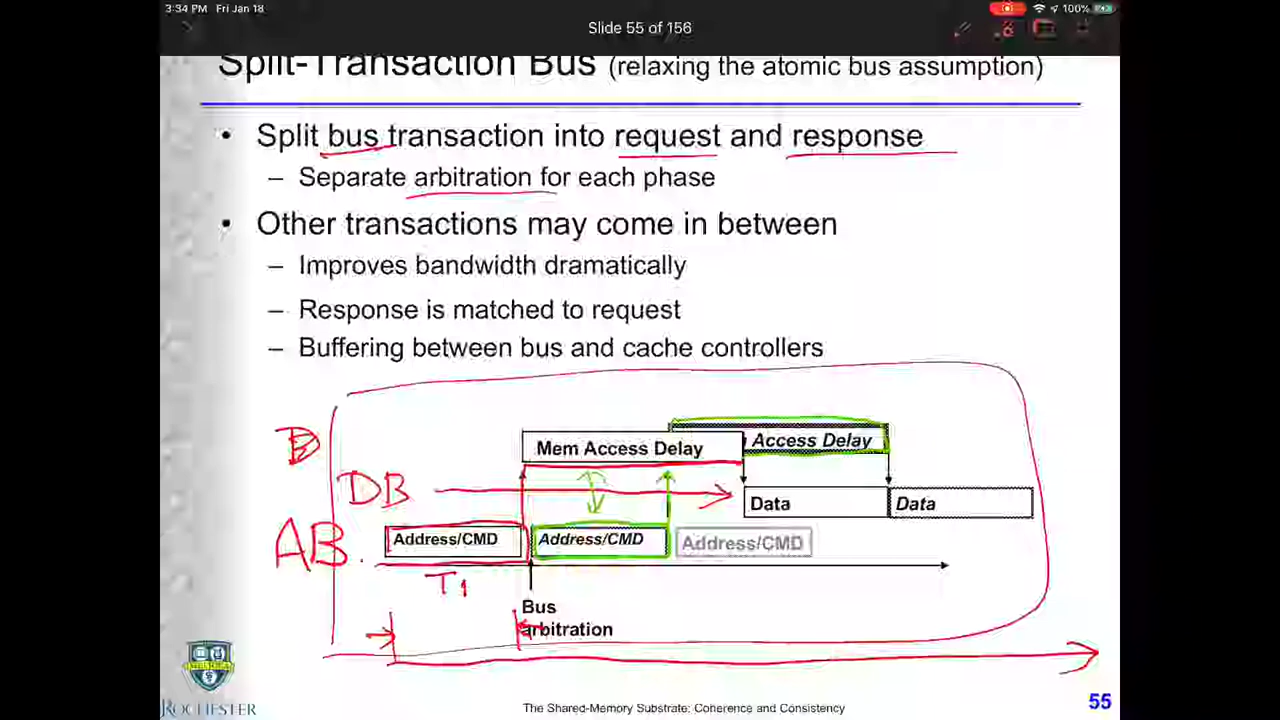 3:34 PM Fri Jan 18
100%
Slide 55 of 156
Split-Transaction Bus (relaxing the atomic bus assumption)
• Split bus transaction into request and response
– Separate arbitration for each phase
• Other transactions may come in between
– Improves bandwidth dramatically
– Response is matched to request
– Buffering between bus and cache controllers
B
Mem Access Delay
Access Delay
DB
Data
Data
AB
Address/CMD
Address/CMD
Address/CMD
T1
Bus
arbitration
ROCHESTER
The Shared-Memory Substrate: Coherence and Consistency
55